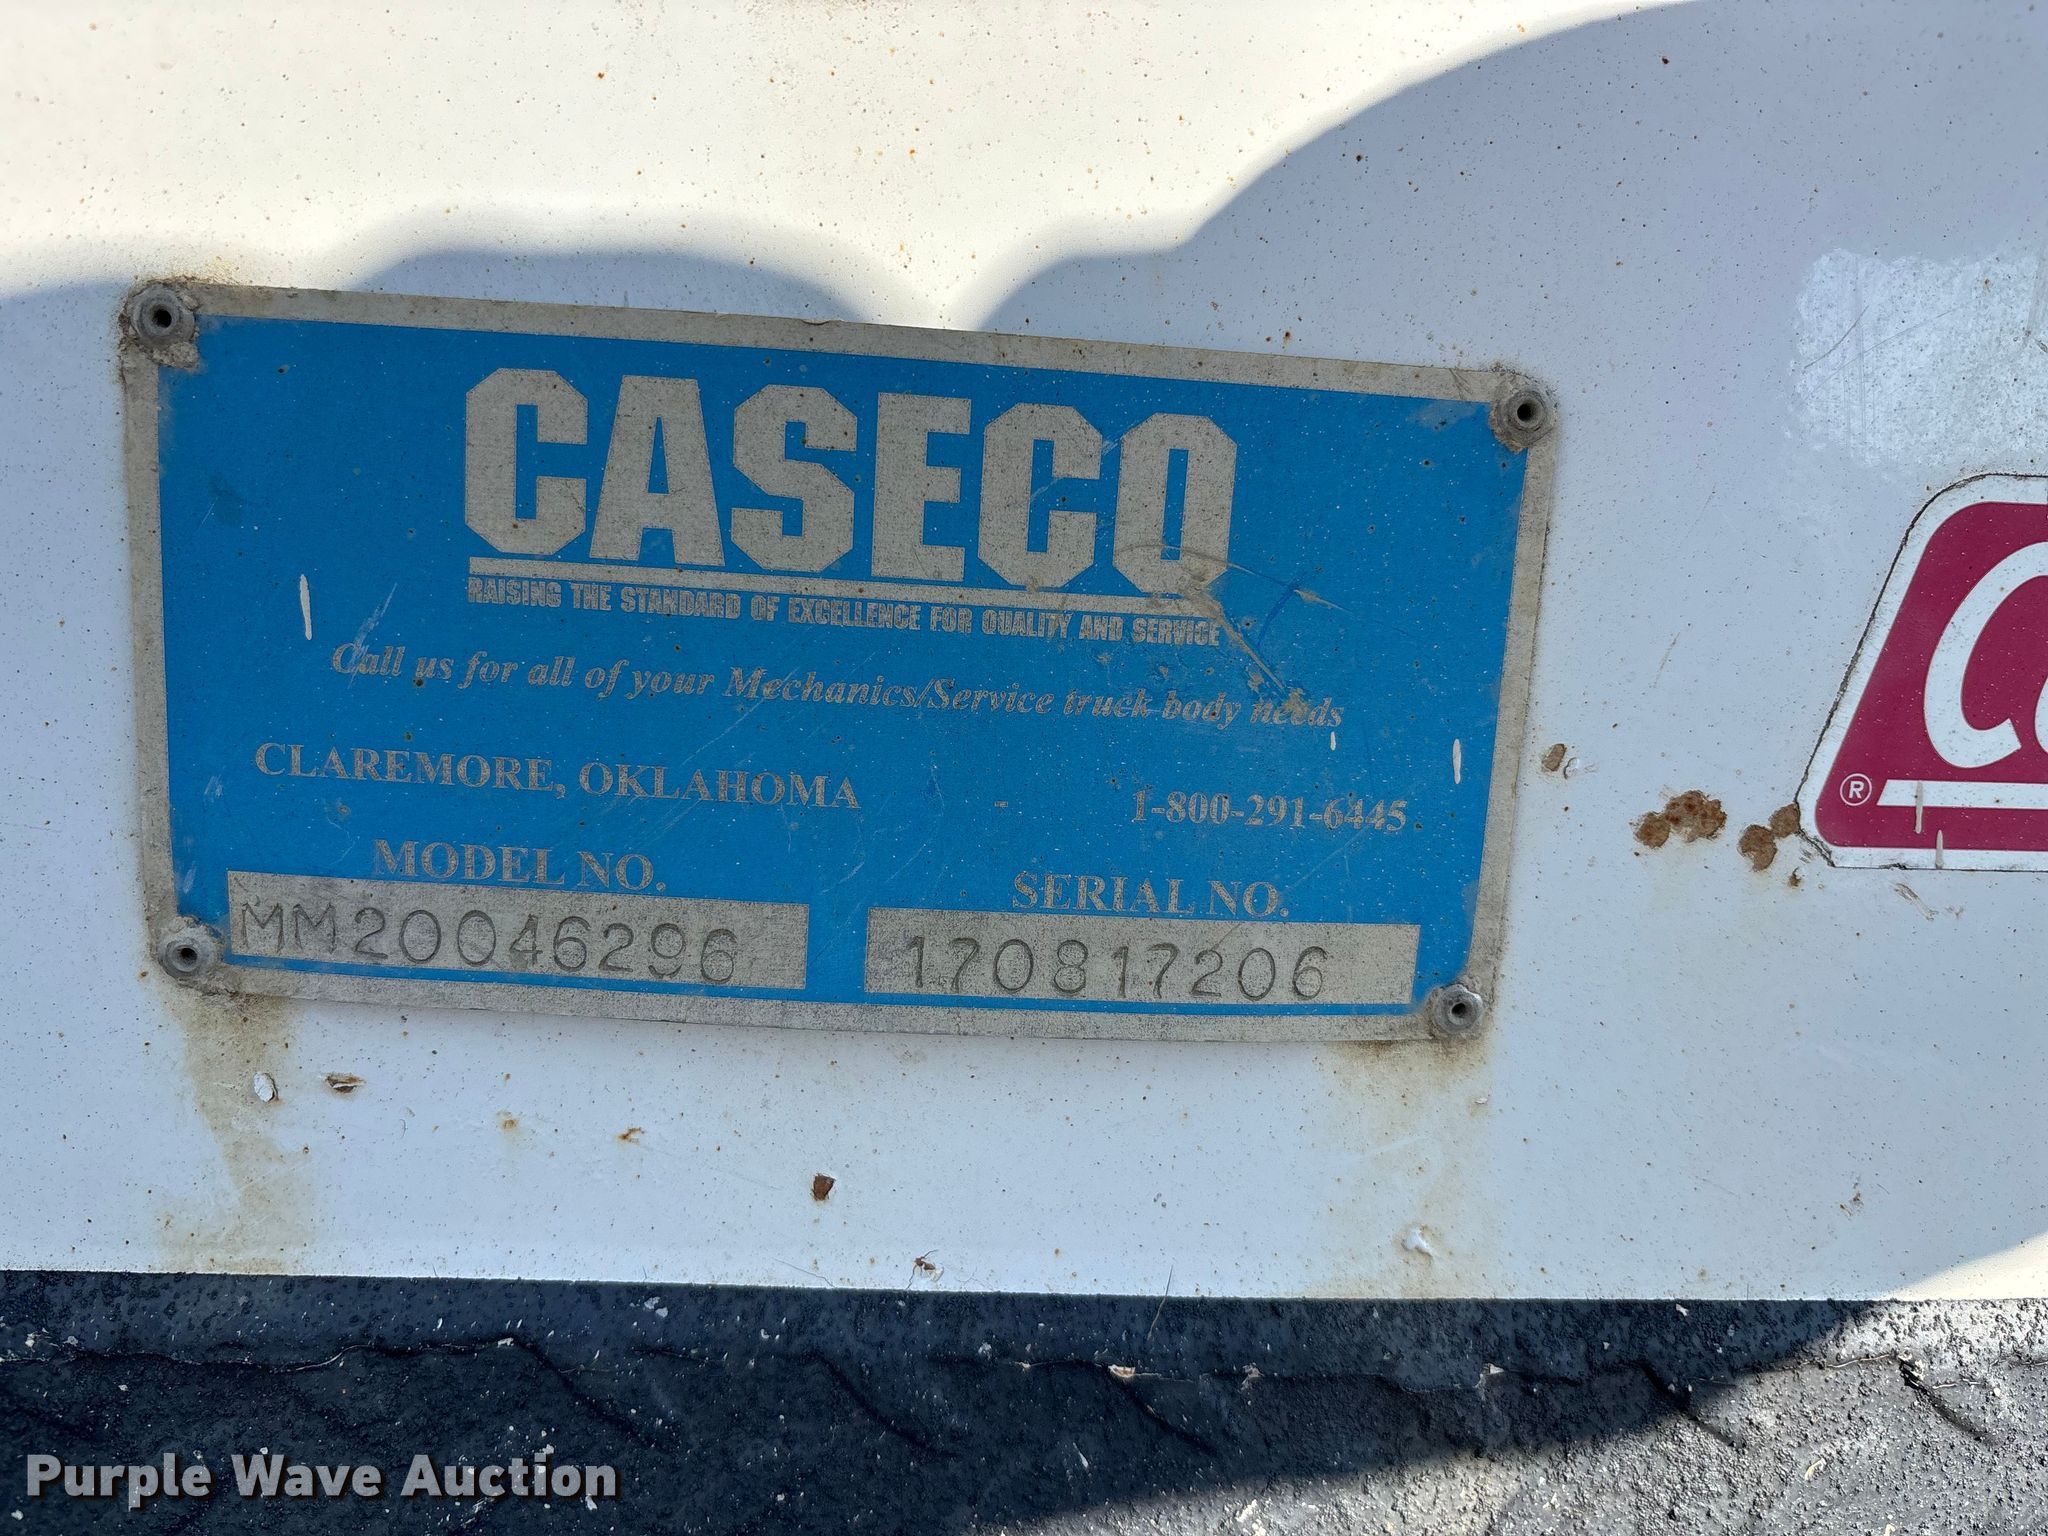 CASECO
RAISING THE STANDARD OF EXCELLENCE FOR QUALITY AND SERVICE
Call us for all of your Mechanics/Service truck body needs
CLAREMORE, OKLAHOMA - 1-800-291-6445
MODEL NO. SERIAL NO.
MM20046296 170817206
®
Purple Wave Auction